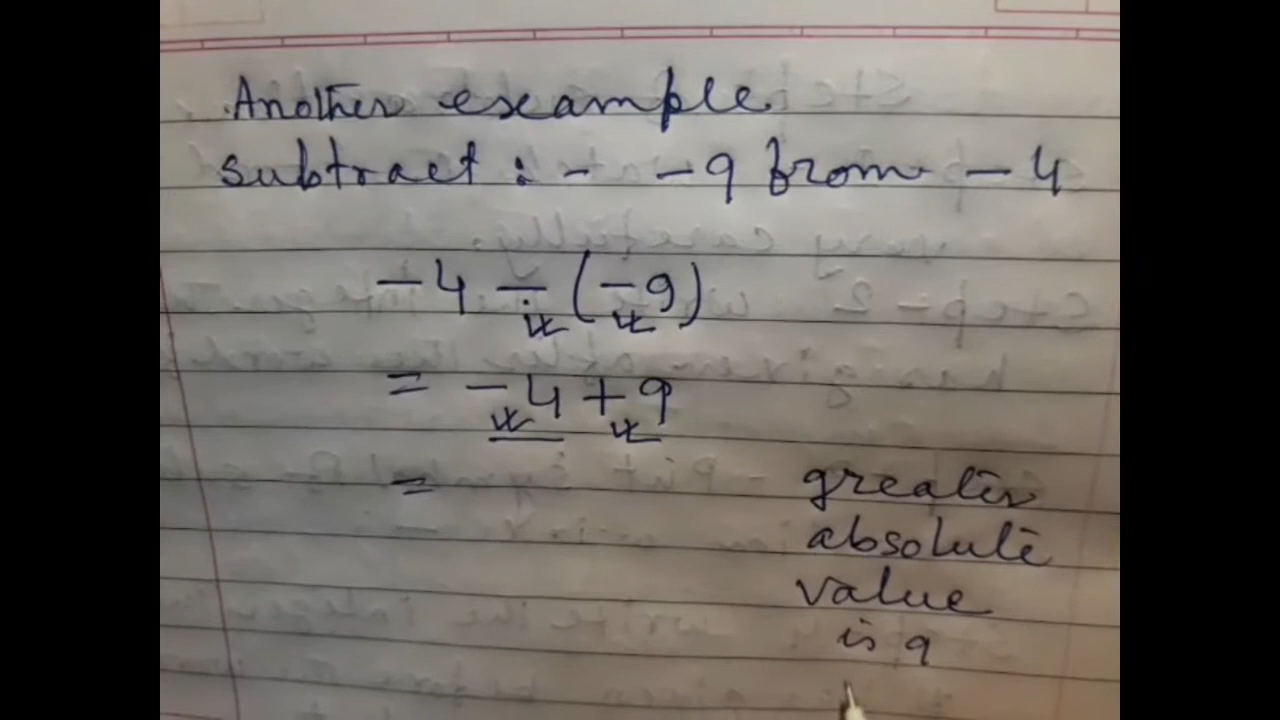 Another example.
subtract :- -9 from -4
-4 - (-9)
= -4 + 9
=
greater
absolute
value
is 9